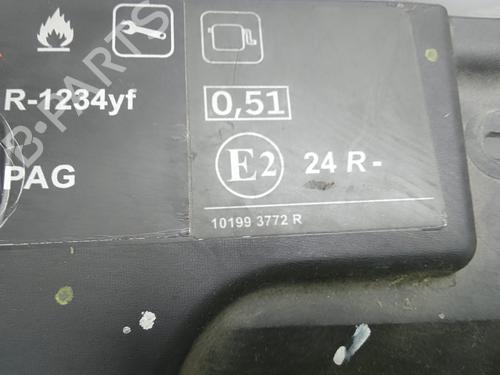 R-1234yf
PAG
0,51
E2 24 R-
10199 3772 R
B-Parts